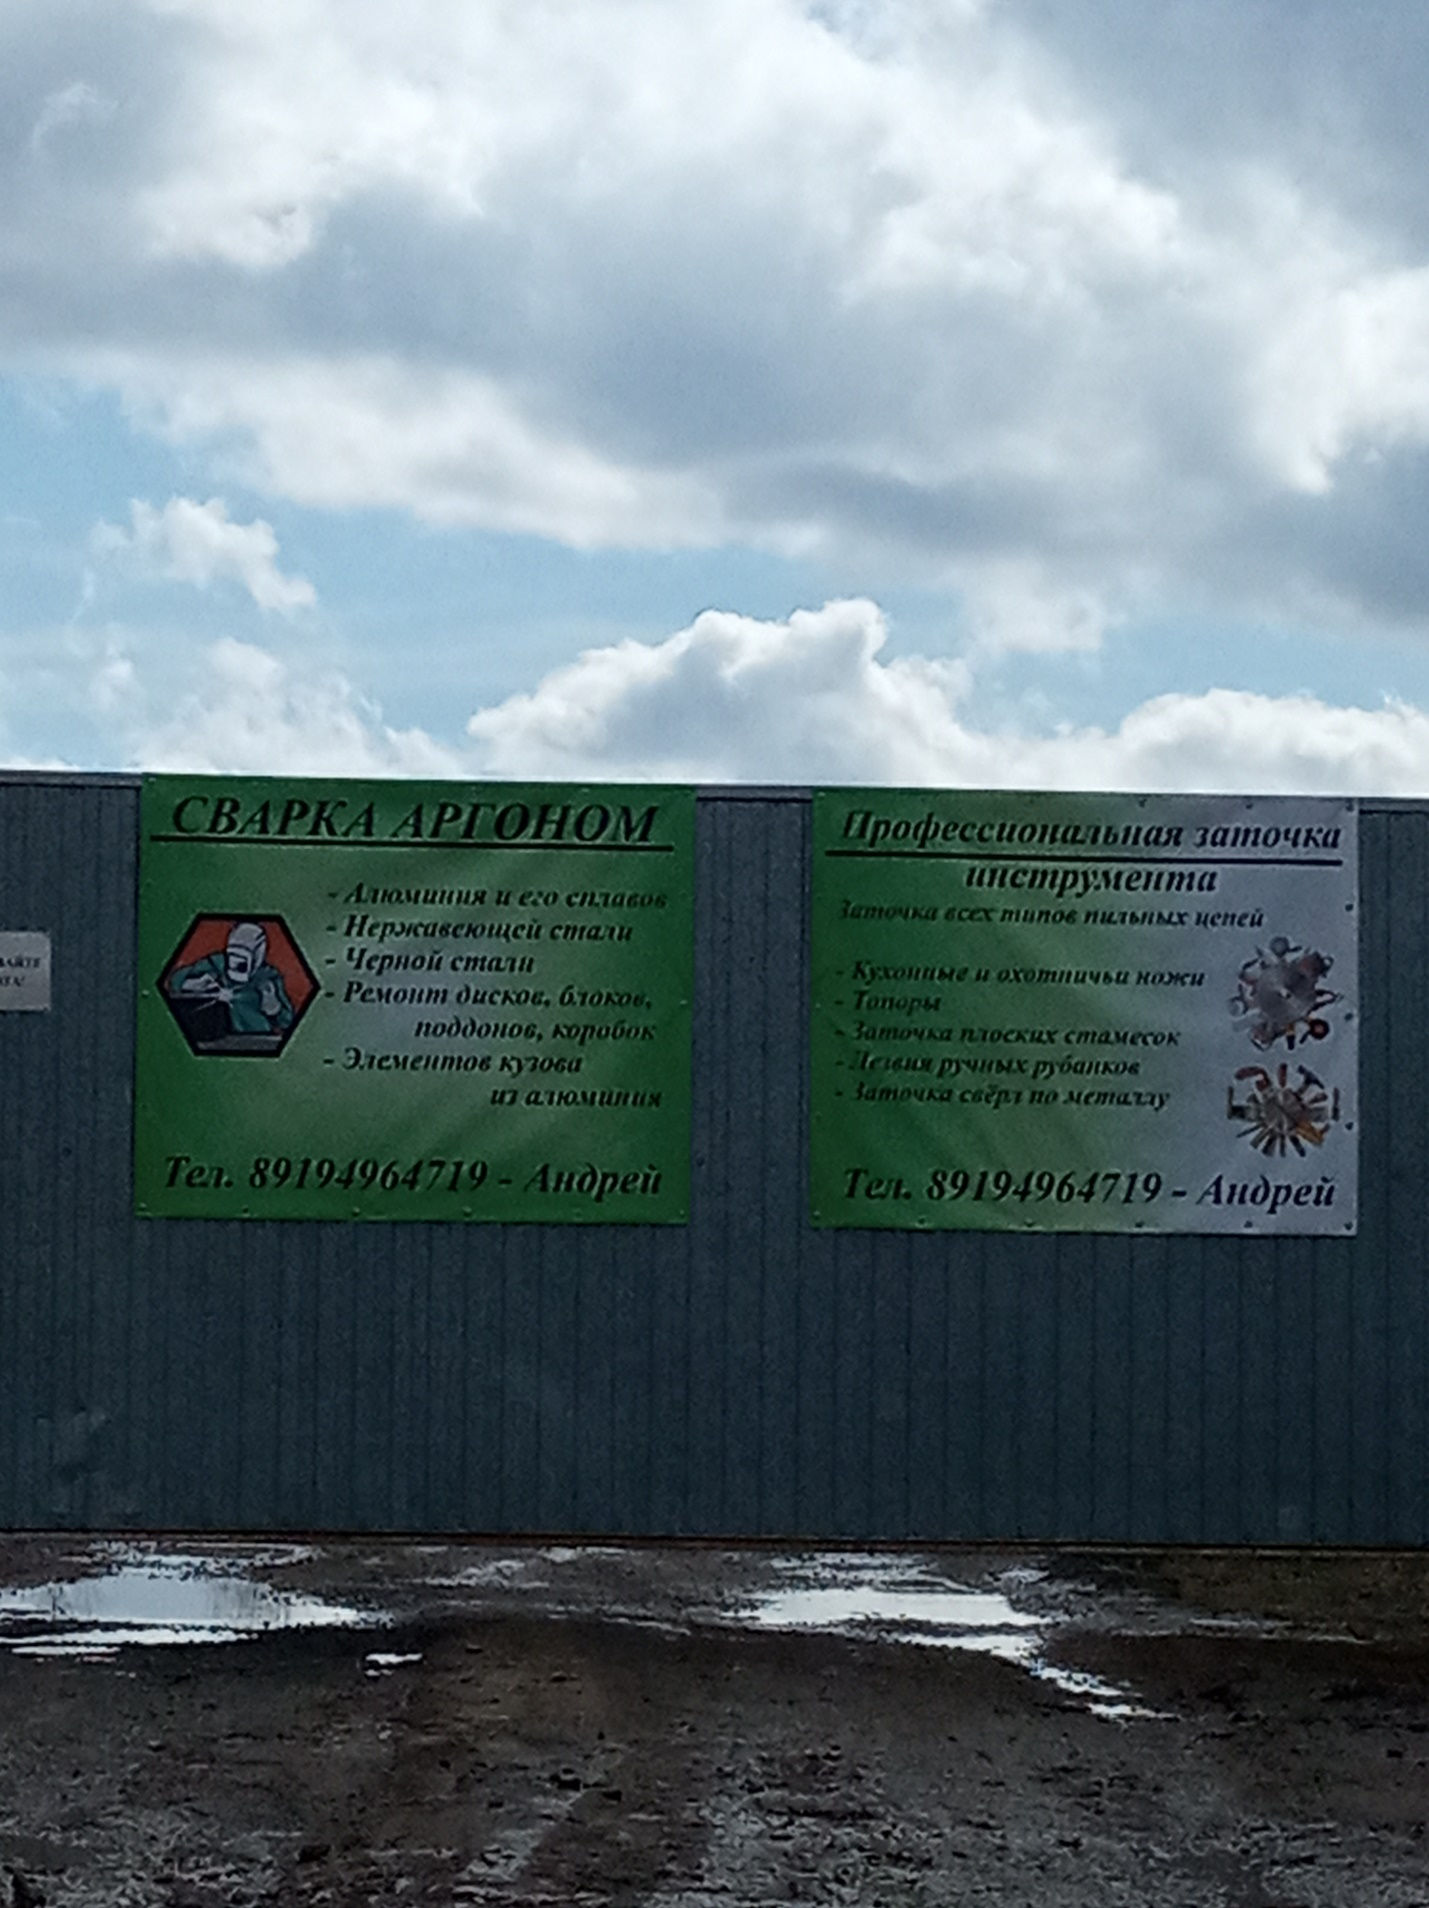 СВАРКА АРГОНОМ
- Алюминия и его сплавов
- Нержавеющей стали
- Черной стали
- Ремонт дисков, блоков,
поддонов, коробок
- Элементов кузова
из алюминия
Тел. 89194964719 - Андрей
Профессиональная заточка
инструмента
Заточка всех типов пильных цепей
- Кухонные и охотничьи ножи
- Топоры
- Заточка плоских стамесок
- Лезвия ручных рубанков
- Заточка свёрл по металлу
Тел. 89194964719 - Андрей